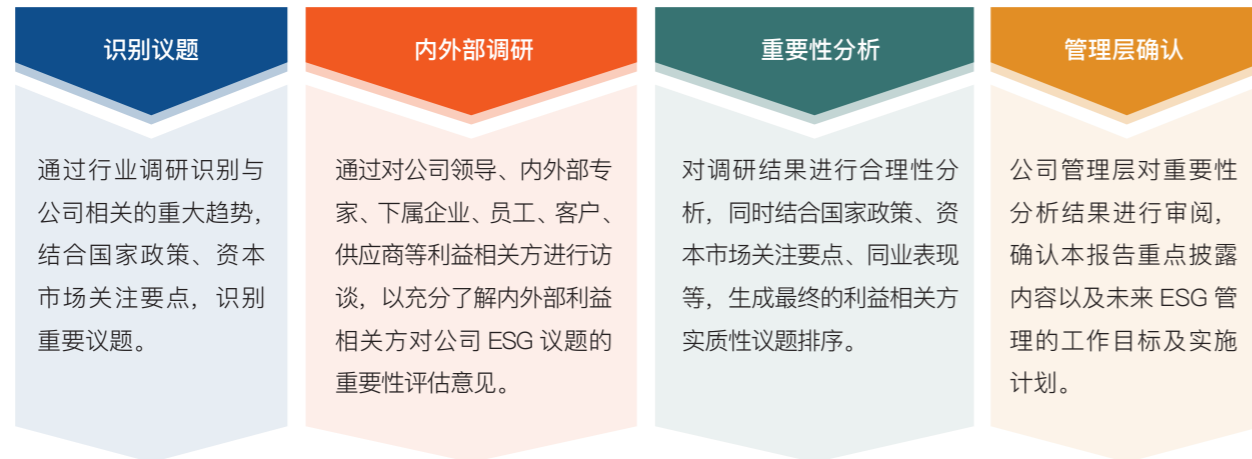 识别议题
通过行业调研识别与
公司相关的重大趋势，
结合国家政策、资本
市场关注要点，识别
重要议题。
内外部调研
通过对公司领导、内外部专
家、下属企业、员工、客户、
供应商等利益相关方进行访
谈，以充分了解内外部利益
相关方对公司 ESG 议题的
重要性评估意见。
重要性分析
对调研结果进行合理性分
析，同时结合国家政策、资
本市场关注要点、同业表现
等，生成最终的利益相关方
实质性议题排序。
管理层确认
公司管理层对重要性
分析结果进行审阅，
确认本报告重点披露
内容以及未来 ESG 管
理的工作目标及实施
计划。